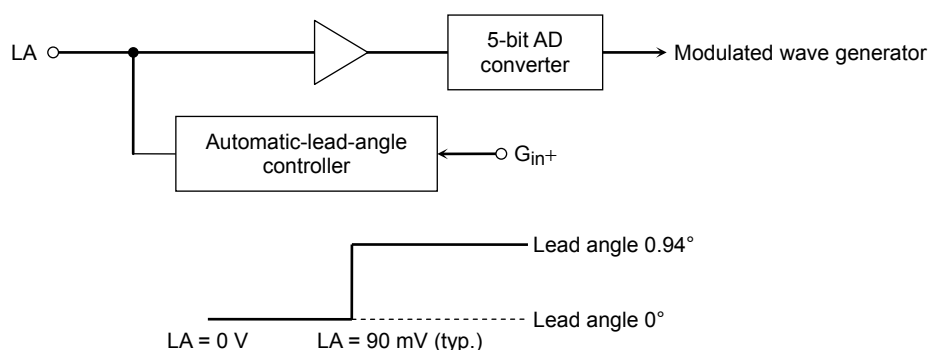 LA
5-bit AD
converter
Modulated wave generator
Automatic-lead-angle
controller
Gin+
Lead angle 0.94°
Lead angle 0°
LA = 0 V
LA = 90 mV (typ.)